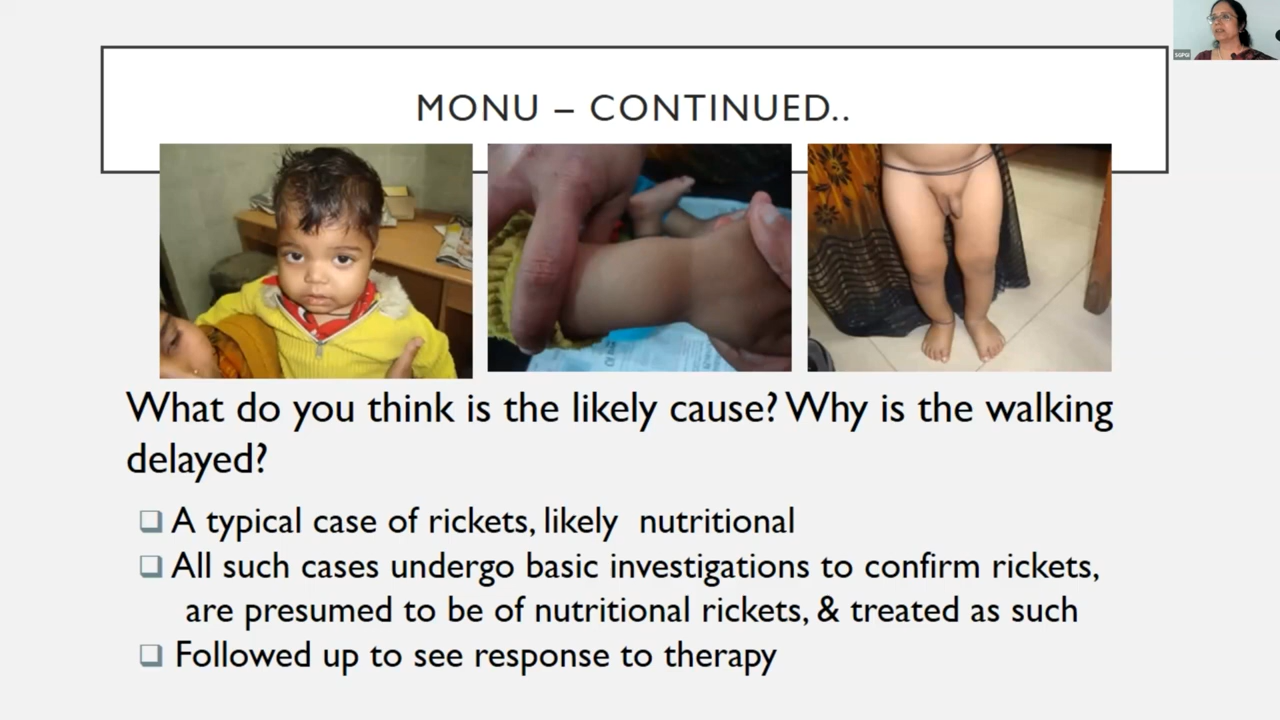 MONU – CONTINUED..
SGPGI
What do you think is the likely cause? Why is the walking
delayed?
❑ A typical case of rickets, likely nutritional
❑ All such cases undergo basic investigations to confirm rickets,
are presumed to be of nutritional rickets, & treated as such
❑ Followed up to see response to therapy